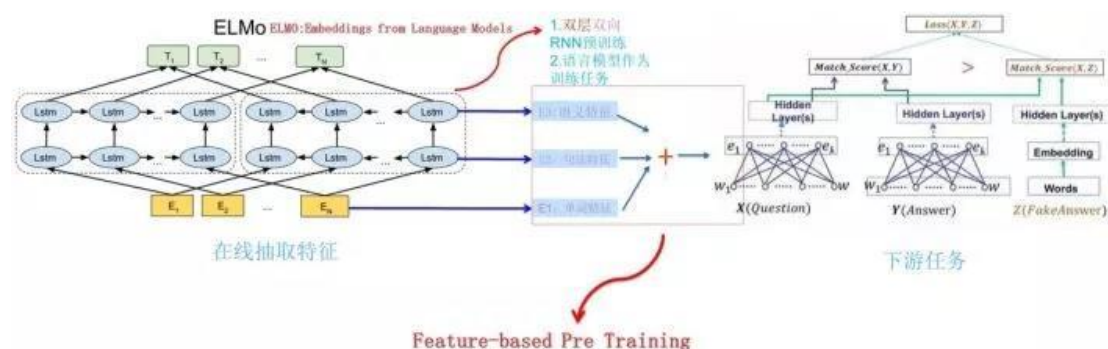 ELMo
ELMO:Embeddings from Language Models
1.双层双向
RNN预训练
2.语言模型作为
训练任务
T1 T2 ... TN
Lstm Lstm ... Lstm Lstm Lstm ... Lstm
Lstm Lstm ... Lstm Lstm Lstm ... Lstm
E1 E2 ... EN
在线抽取特征
E3:语义特征
E2:句法特征
E1:单词特征
+
Feature-based Pre Training
Loss(X,Y,Z)
Match_Score(X,Y) > Match_Score(X,Z)
Hidden Layer(s) Hidden Layer(s) Hidden Layer(s)
e1 ek e1 ek Embedding
w1 w w1 w Words
X(Question) Y(Answer) Z(FakeAnswer)
下游任务